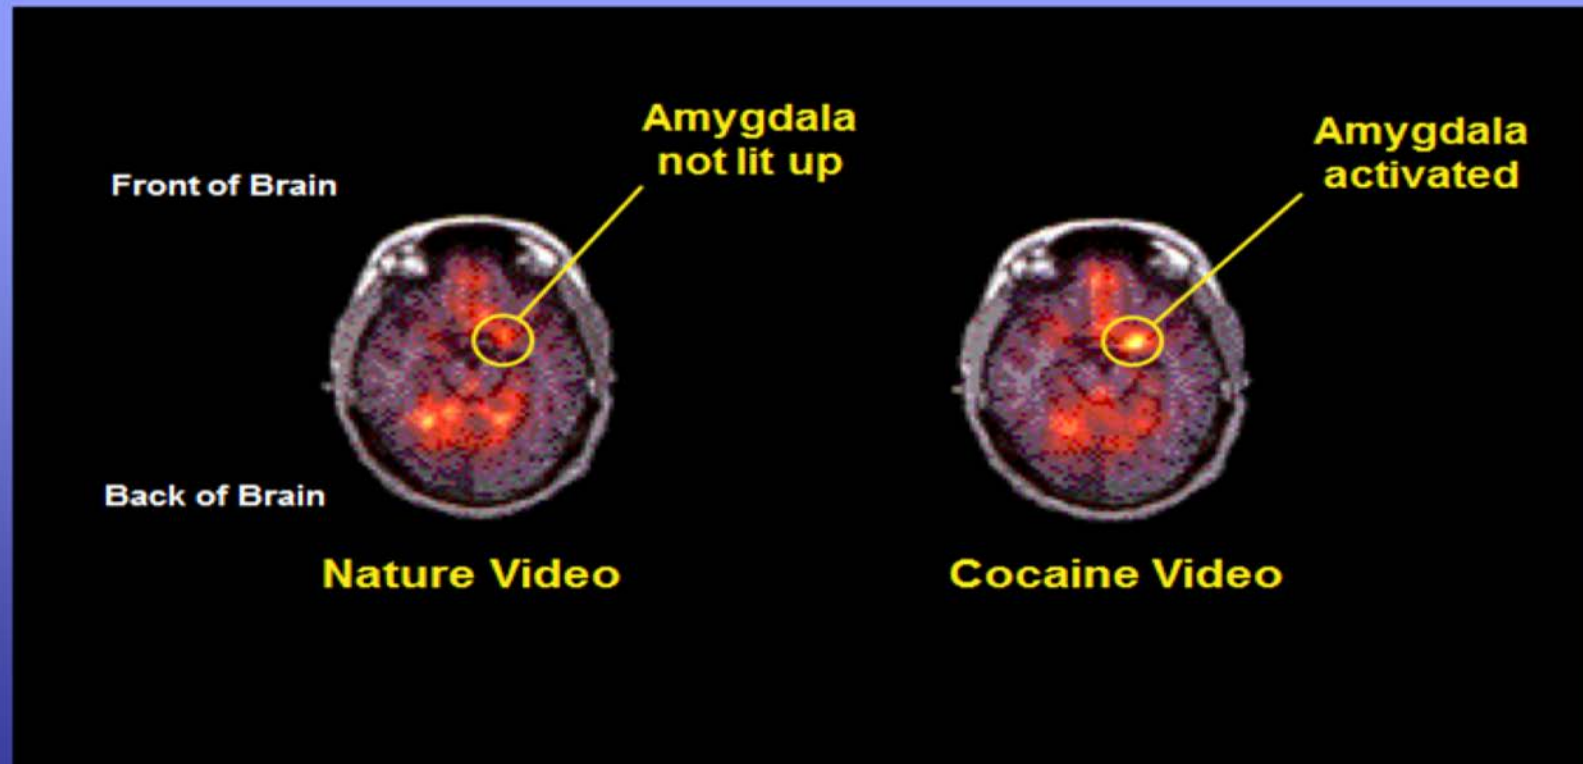 Amygdala
not lit up
Amygdala
activated
Front of Brain
Back of Brain
Nature Video
Cocaine Video